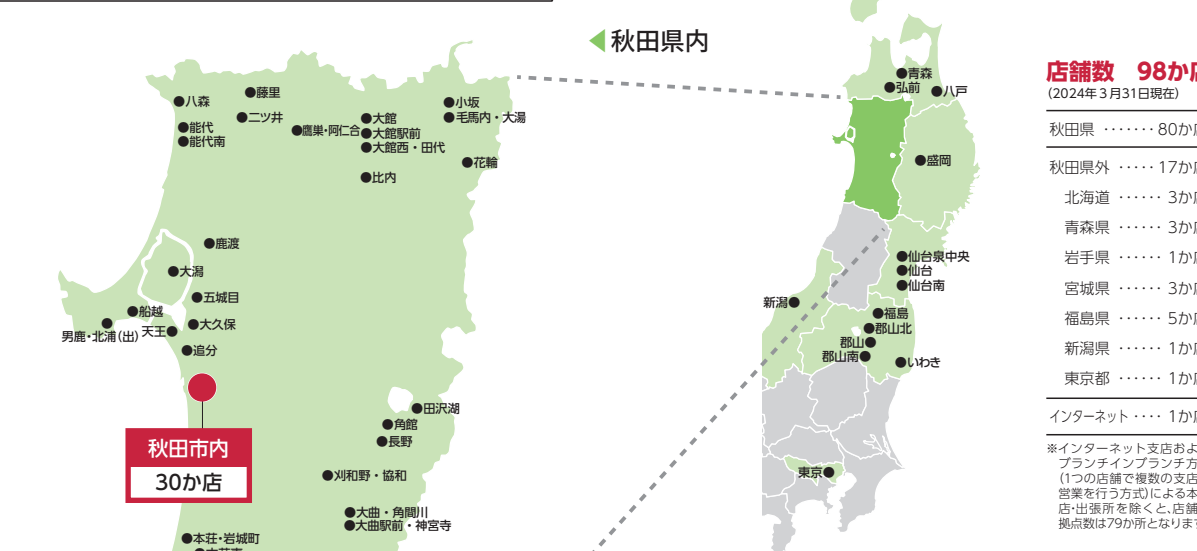 ◀秋田県内
●八森
●藤里
●二ツ井
●能代
●能代南
●鷹巣・阿仁合
●大館
●大館駅前
●大館西・田代
●比内
●小坂
●毛馬内・大湯
●花輪
●鹿渡
●大潟
●五城目
●船越
男鹿・北浦(出)
天王●
●大久保
●追分
秋田市内
30か店
●田沢湖
●角館
●長野
●刈和野・協和
●大曲・角間川
●大曲駅前・神宮寺
●本荘・岩城町
●青森
●弘前
●八戸
●盛岡
●仙台泉中央
●仙台
●仙台南
新潟●
●福島
●郡山北
郡山●
郡山南●
●いわき
東京●
店舗数 98か店
(2024年3月31日現在)
秋田県 ‥‥‥‥ 80か店
秋田県外 ‥‥‥ 17か店
北海道 ‥‥‥ 3か店
青森県 ‥‥‥ 3か店
岩手県 ‥‥‥ 1か店
宮城県 ‥‥‥ 3か店
福島県 ‥‥‥ 5か店
新潟県 ‥‥‥ 1か店
東京都 ‥‥‥ 1か店
インターネット ‥‥ 1か店
※インターネット支店およ
ブランチインブランチ方
(1つの店舗で複数の支店
営業を行う方式)による本
店・出張所を除くと、店舗
拠点数は79か所となりま